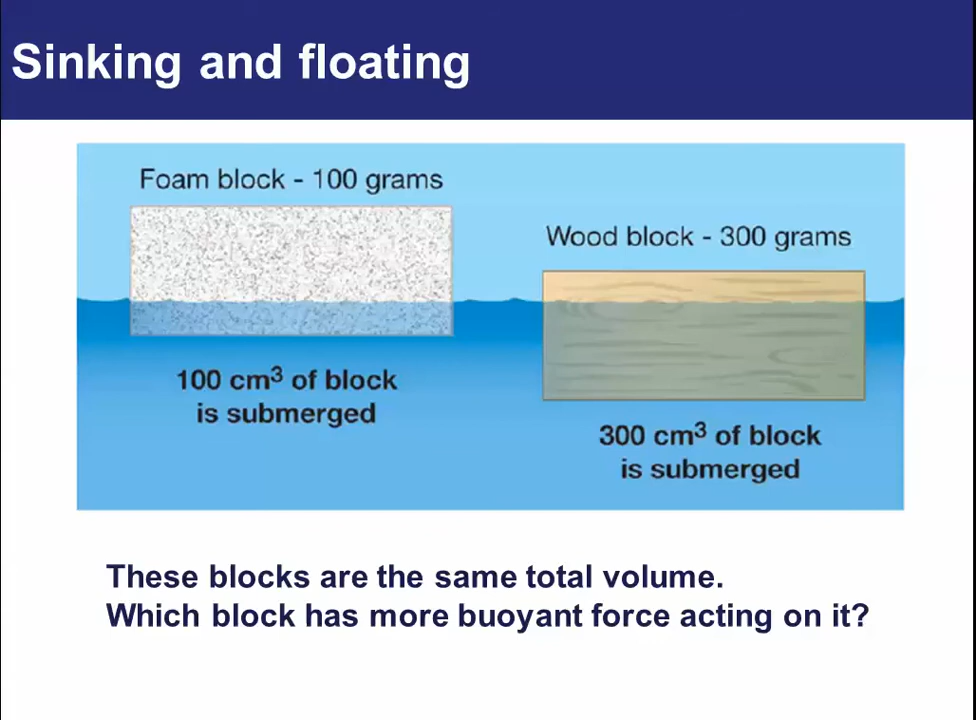 Sinking and floating
Foam block - 100 grams
Wood block - 300 grams
100 cm³ of block
is submerged
300 cm³ of block
is submerged
These blocks are the same total volume.
Which block has more buoyant force acting on it?